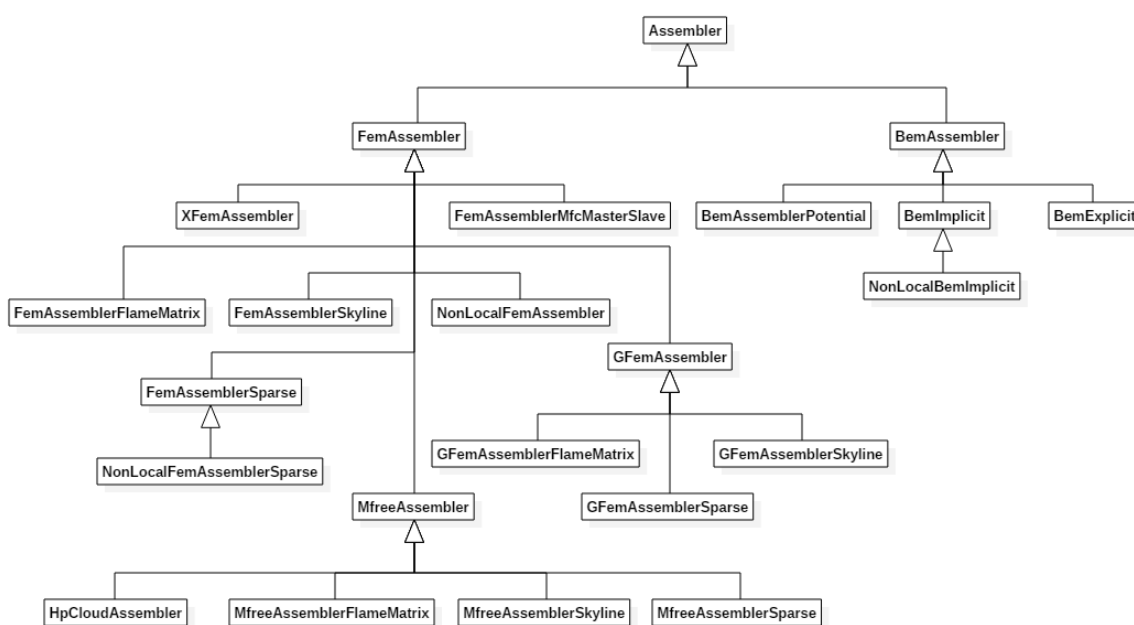 Assembler
FemAssembler
BemAssembler
XFemAssembler
FemAssemblerMfcMasterSlave
BemAssemblerPotential
BemImplicit
BemExplicit
NonLocalBemImplicit
FemAssemblerFlameMatrix
FemAssemblerSkyline
NonLocalFemAssembler
GFemAssembler
FemAssemblerSparse
GFemAssemblerFlameMatrix
GFemAssemblerSkyline
NonLocalFemAssemblerSparse
MfreeAssembler
GFemAssemblerSparse
HpCloudAssembler
MfreeAssemblerFlameMatrix
MfreeAssemblerSkyline
MfreeAssemblerSparse